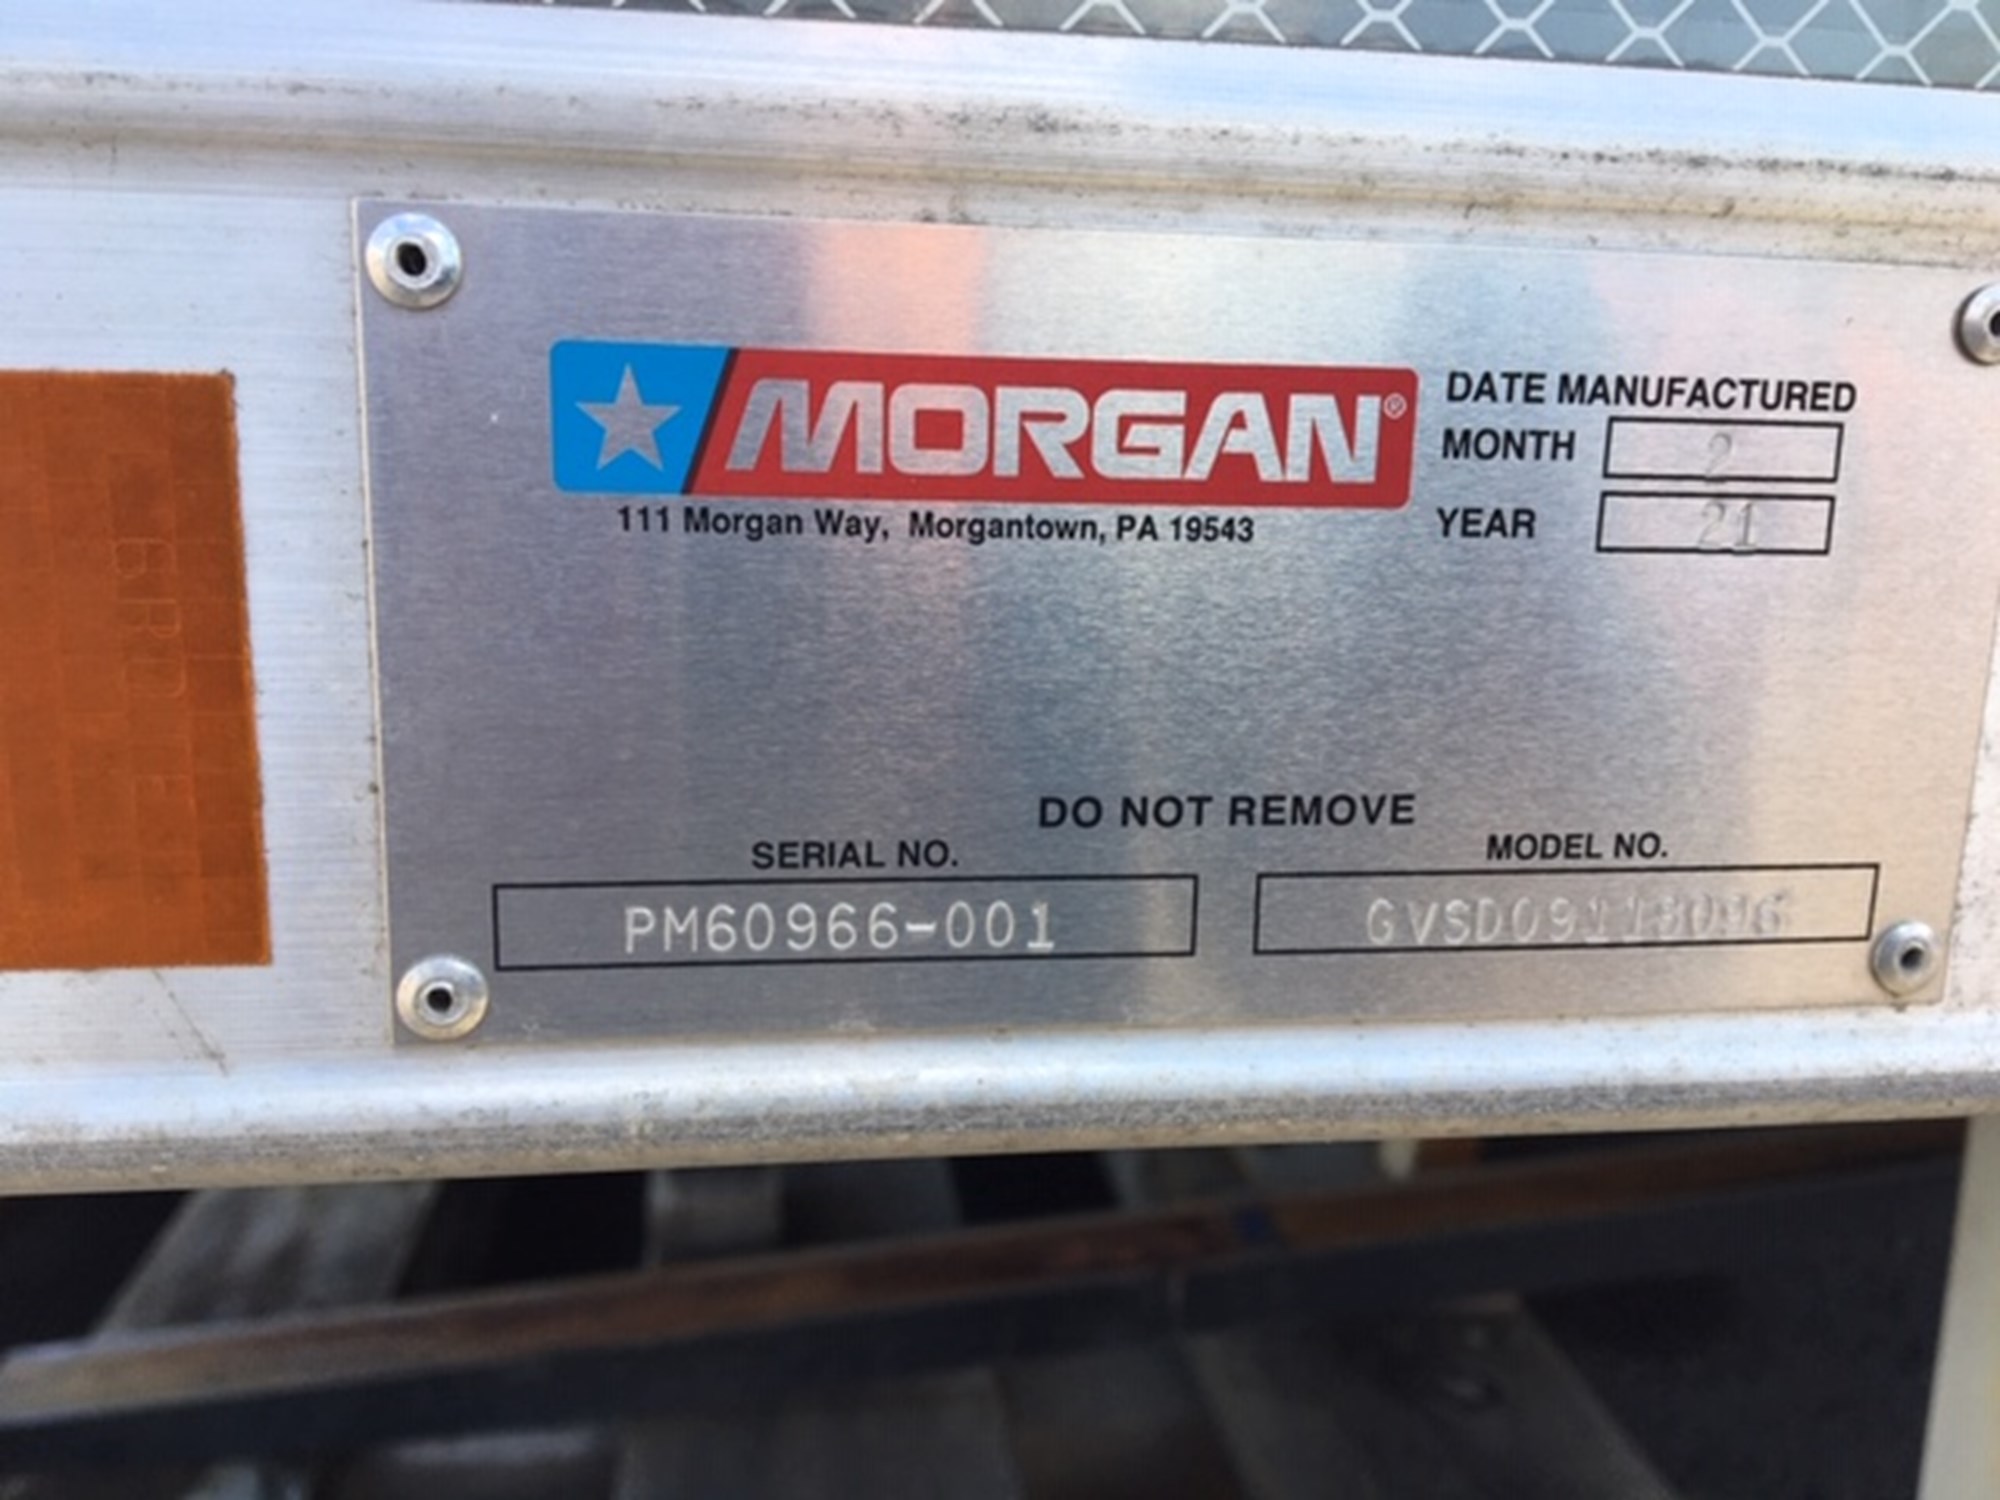 MORGAN®
111 Morgan Way, Morgantown, PA 19543
DATE MANUFACTURED
MONTH 2
YEAR 21
DO NOT REMOVE
SERIAL NO.
PM60966-001
MODEL NO.